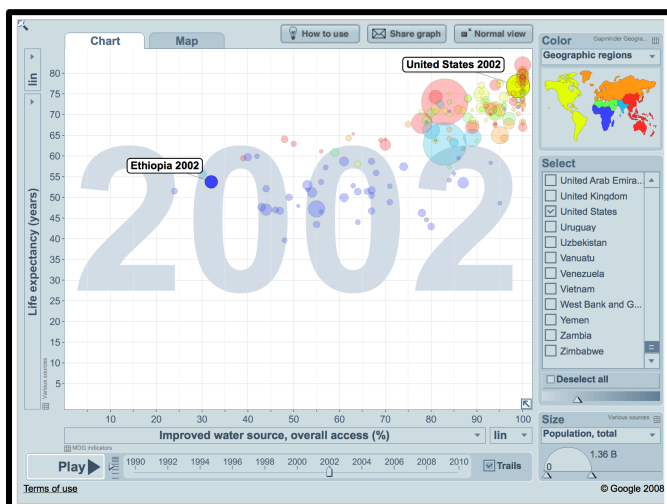 Chart
Map
How to use
Share graph
Normal view
Color
Gapminder Geogra...
Geographic regions
lin
Life expectancy (years)
Various sources
80
75
70
65
60
55
50
45
40
35
30
25
20
15
10
5
2002
United States 2002
Ethiopia 2002
Select
United Arab Emira...
United Kingdom
United States
Uruguay
Uzbekistan
Vanuatu
Venezuela
Vietnam
West Bank and G...
Yemen
Zambia
Zimbabwe
Deselect all
10 20 30 40 50 60 70 80 90 100
Improved water source, overall access (%)
lin
MDG indicators
Size
Various sources
Population, total
1.36 B
0
Play
1990 1992 1994 1996 1998 2000 2002 2004 2006 2008 2010
Trails
Terms of use
© Google 2008